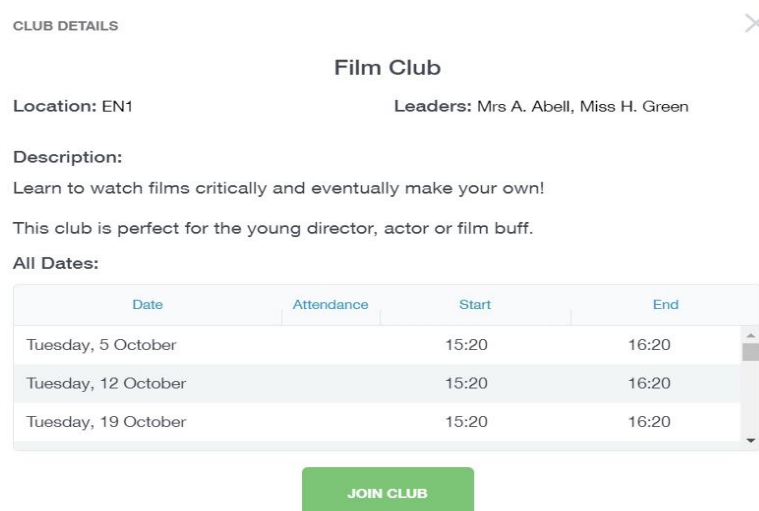 CLUB DETAILS
Film Club
Location: EN1 Leaders: Mrs A. Abell, Miss H. Green
Description:
Learn to watch films critically and eventually make your own!
This club is perfect for the young director, actor or film buff.
All Dates:
Date Attendance Start End
Tuesday, 5 October 15:20 16:20
Tuesday, 12 October 15:20 16:20
Tuesday, 19 October 15:20 16:20
JOIN CLUB